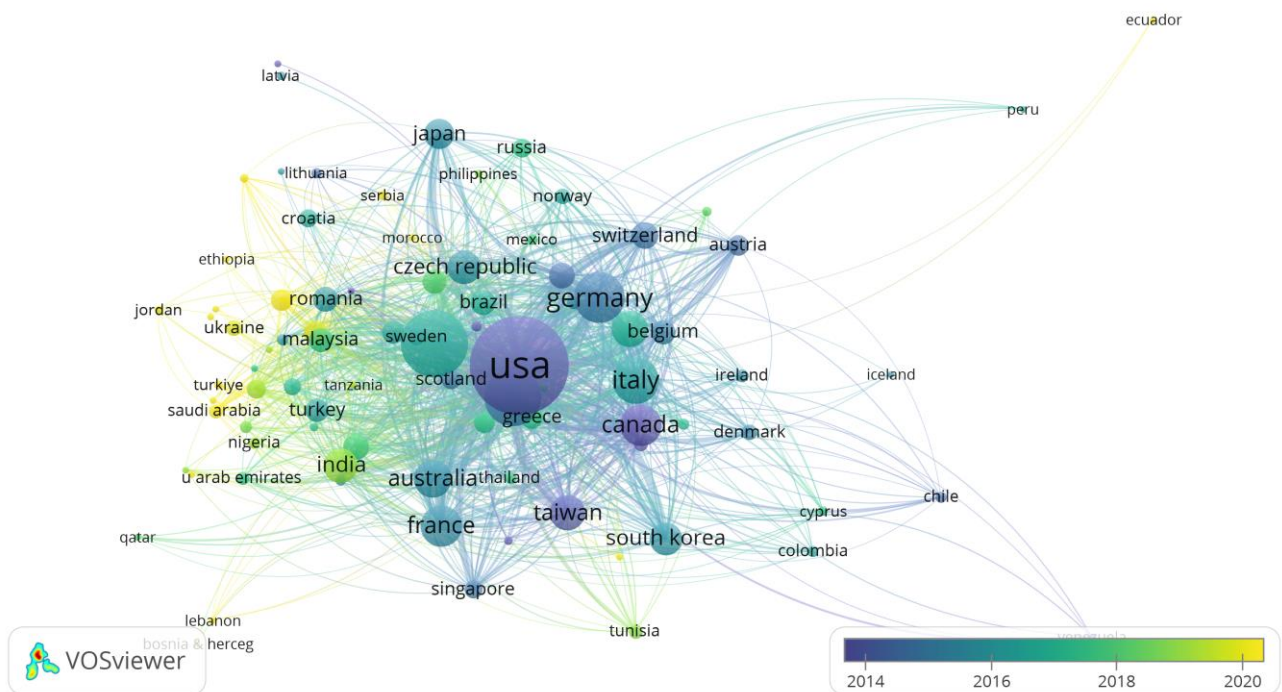 ecuador
latvia
peru
japan
russia
lithuania
philippines
serbia
norway
croatia
morocco
mexico
switzerland
austria
ethiopia
czech republic
romania
brazil
germany
jordan
ukraine
malaysia
sweden
belgium
usa
scotland
italy
ireland
iceland
turkiye
tanzania
saudi arabia
turkey
greece
canada
denmark
nigeria
india
u arab emirates
australia
thailand
chile
france
taiwan
cyprus
qatar
south korea
colombia
singapore
lebanon
tunisia
bosnia & herceg
venezuela
VOSviewer
2014 2016 2018 2020